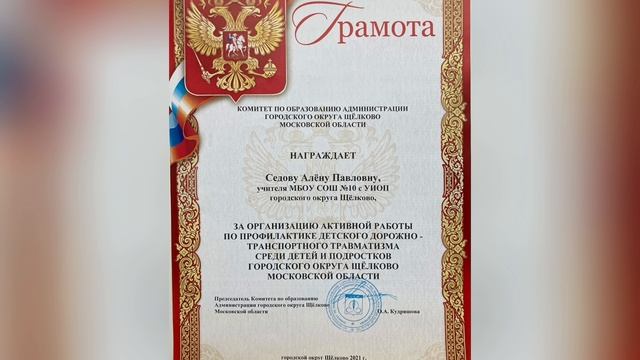 Грамота
КОМИТЕТ ПО ОБРАЗОВАНИЮ АДМИНИСТРАЦИИ
ГОРОДСКОГО ОКРУГА ЩЁЛКОВО
МОСКОВСКОЙ ОБЛАСТИ
НАГРАЖДАЕТ
Седову Алёну Павловну,
учителя МБОУ СОШ №10 с УИОП
городского округа Щёлково,
ЗА ОРГАНИЗАЦИЮ АКТИВНОЙ РАБОТЫ
ПО ПРОФИЛАКТИКЕ ДЕТСКОГО ДОРОЖНО -
ТРАНСПОРТНОГО ТРАВМАТИЗМА
СРЕДИ ДЕТЕЙ И ПОДРОСТКОВ
ГОРОДСКОГО ОКРУГА ЩЁЛКОВО
МОСКОВСКОЙ ОБЛАСТИ
Председатель Комитета по образованию
Администрации городского округа Щёлково
Московской области
О.А. Кудряшова
городской округ Щёлково 2021 г.